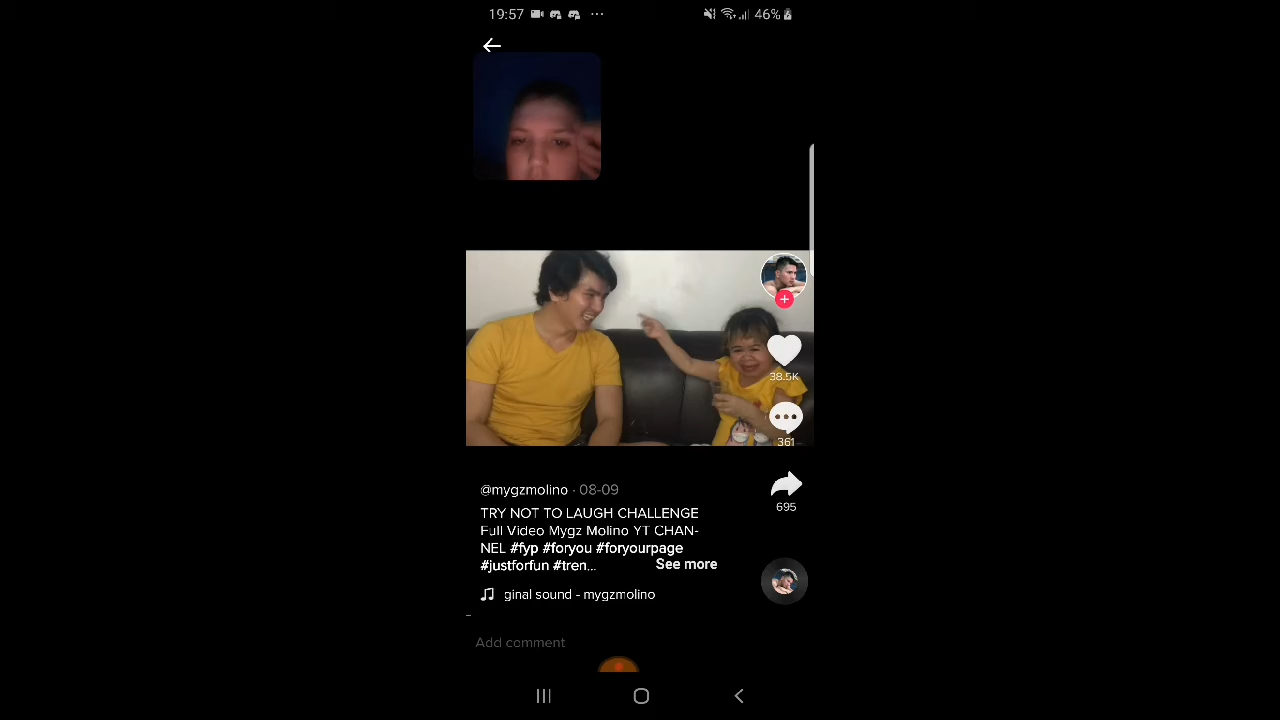 19:57
46%
38.5K
361
@mygzmolino · 08-09
TRY NOT TO LAUGH CHALLENGE
Full Video Mygz Molino YT CHAN-
NEL #fyp #foryou #foryourpage
#justforfun #tren... See more
695
ginal sound - mygzmolino
Add comment